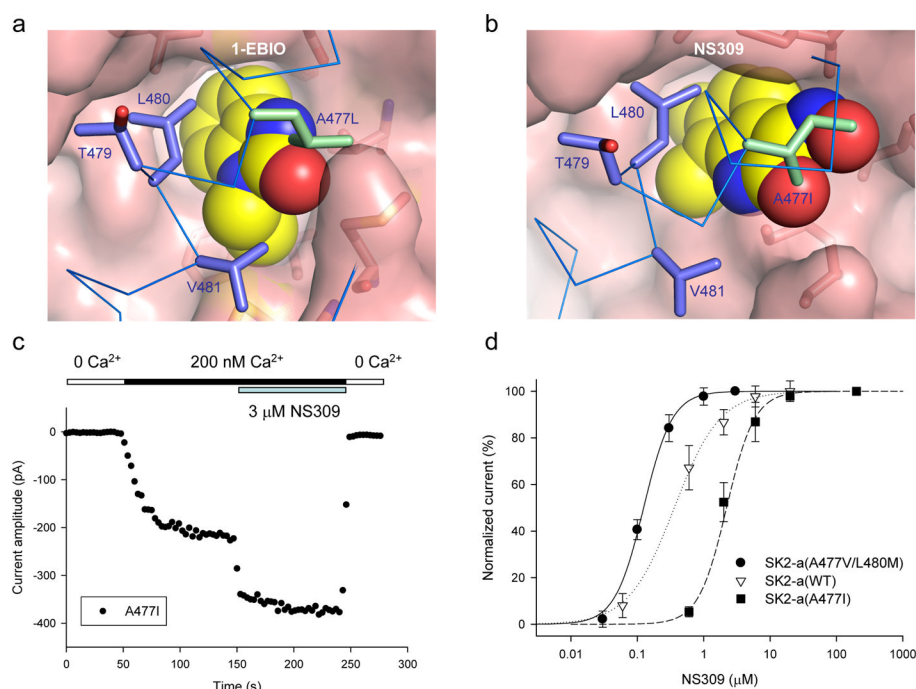 a
1-EBIO
L480
A477L
T479
V481
b
NS309
L480
T479
A477I
V481
c
0 Ca²⁺
200 nM Ca²⁺
0 Ca²⁺
3 μM NS309
0
-100
-200
-300
-400
Current amplitude (pA)
A477I
0
50
100
150
200
250
300
Time (s)
d
100
80
60
40
20
0
Normalized current (%)
SK2-a(A477V/L480M)
SK2-a(WT)
SK2-a(A477I)
0.01
0.1
1
10
100
1000
NS309 (μM)